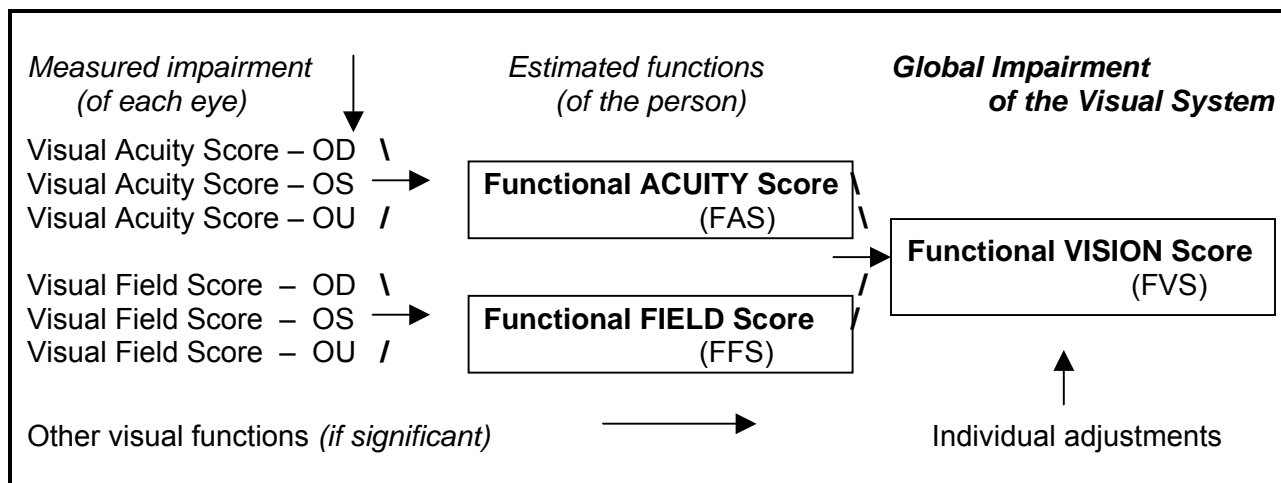 Measured impairment
(of each eye)
Estimated functions
(of the person)
Global Impairment
of the Visual System
Visual Acuity Score – OD \
Visual Acuity Score – OS
Visual Acuity Score – OU /
Functional ACUITY Score \
(FAS) \
Visual Field Score – OD \
Visual Field Score – OS
Visual Field Score – OU /
Functional FIELD Score /
(FFS) /
Functional VISION Score
(FVS)
Other visual functions (if significant)
Individual adjustments